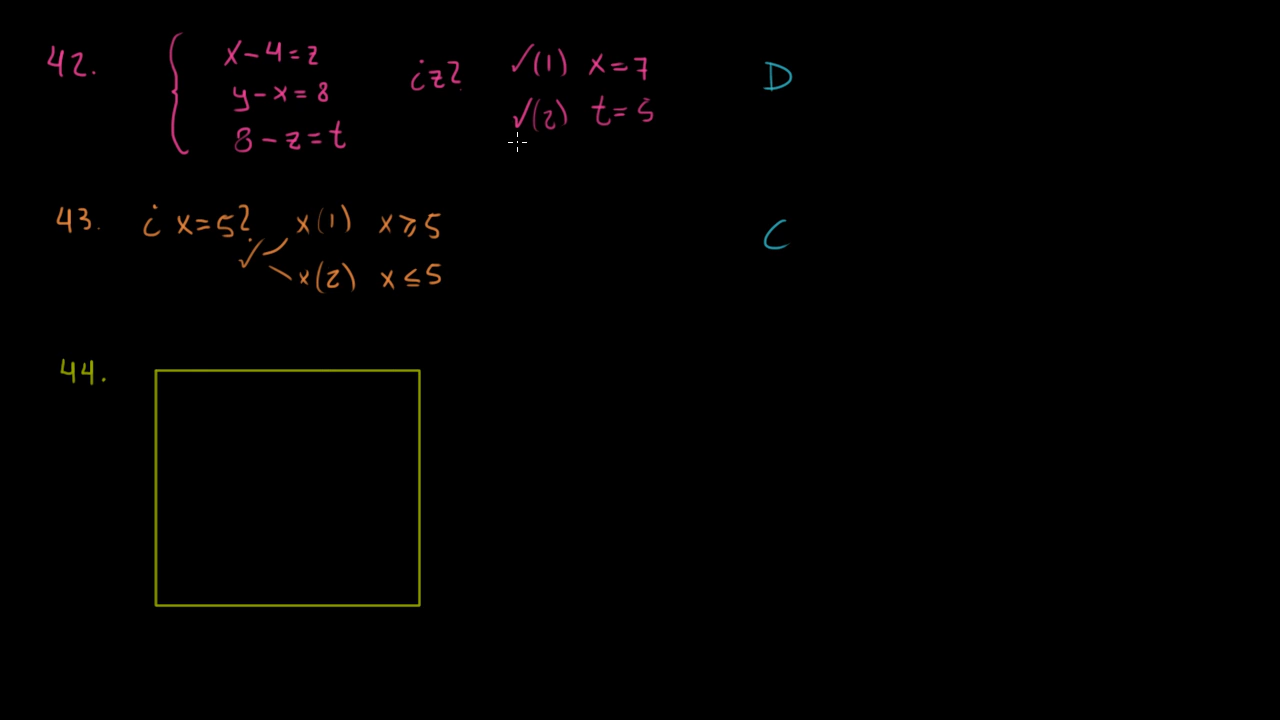 42. x-4=z ¿z? ✓(1) x=7 D
y-x=8 ✓(2) t=5
8-z=t
43. ¿x=5? x(1) x⩾5 C
✓ x(2) x≤5
44.